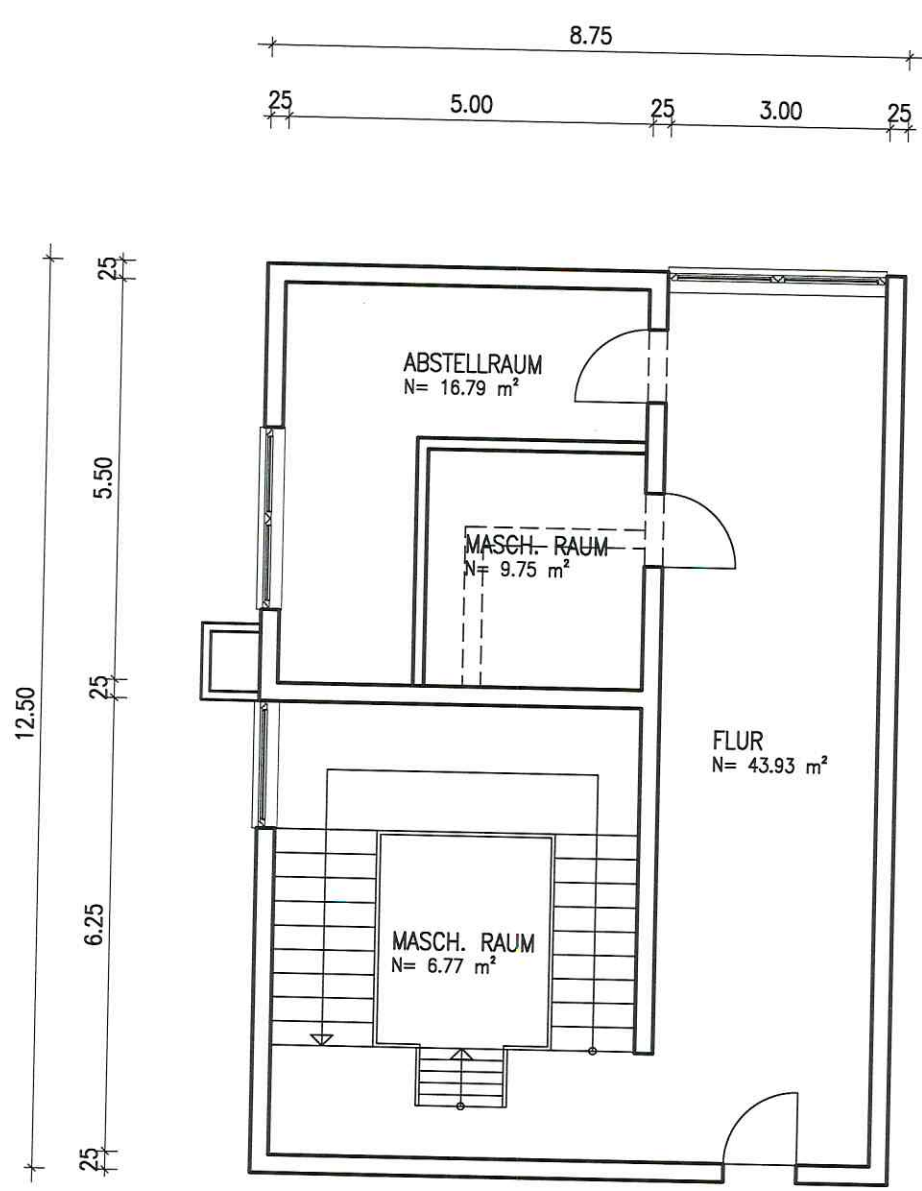 8.75
25 5.00 25 3.00 25
25
5.50
25
12.50
6.25
25
ABSTELLRAUM
N= 16.79 m²
MASCH. RAUM
N= 9.75 m²
FLUR
N= 43.93 m²
MASCH. RAUM
N= 6.77 m²